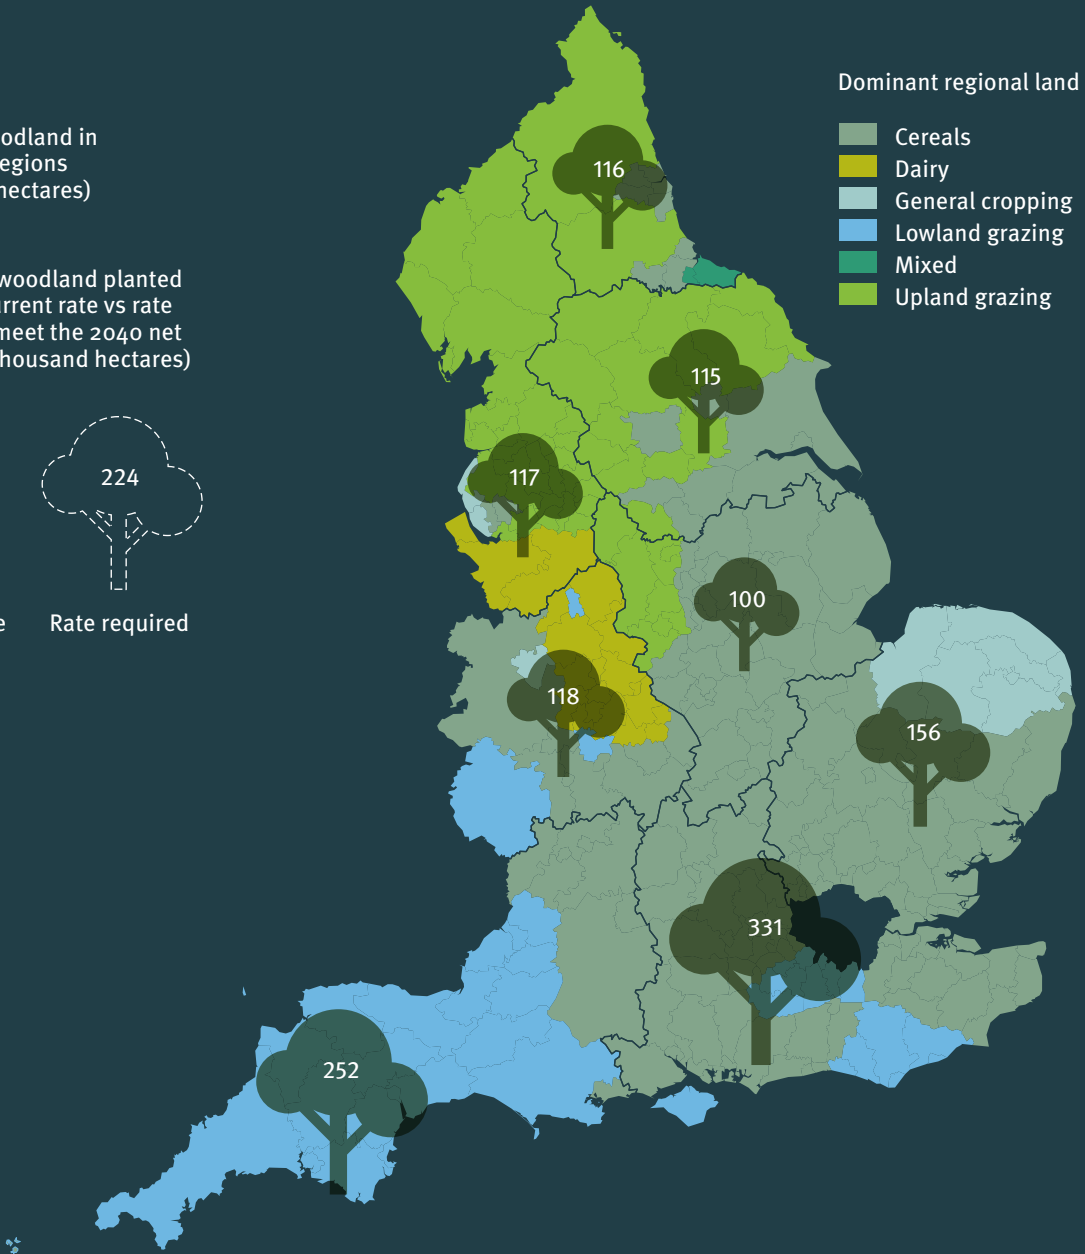 odland in
egions
hectares)
woodland planted
urrent rate vs rate
meet the 2040 net
housand hectares)
224
e
Rate required
Dominant regional land
Cereals
Dairy
General cropping
Lowland grazing
Mixed
Upland grazing
116
115
117
100
118
156
331
252